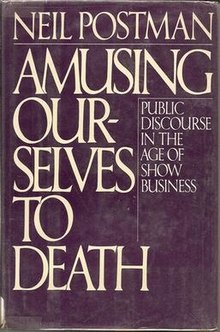 NEIL POSTMAN
AMUSING
OUR-
SELVES
TO
DEATH
PUBLIC
DISCOURSE
IN THE
AGE OF
SHOW
BUSINESS